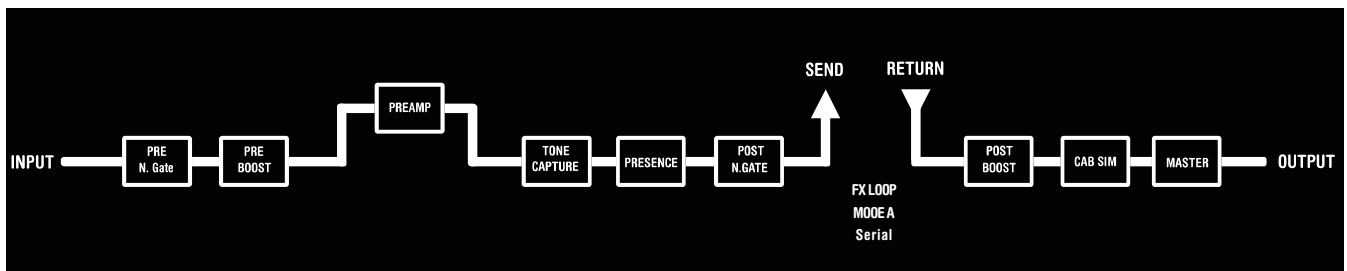 INPUT
PRE
N. Gate
PRE
BOOST
PREAMP
TONE
CAPTURE
PRESENCE
POST
N.GATE
SEND
RETURN
FX LOOP
MOOE A
Serial
POST
BOOST
CAB SIM
MASTER
OUTPUT